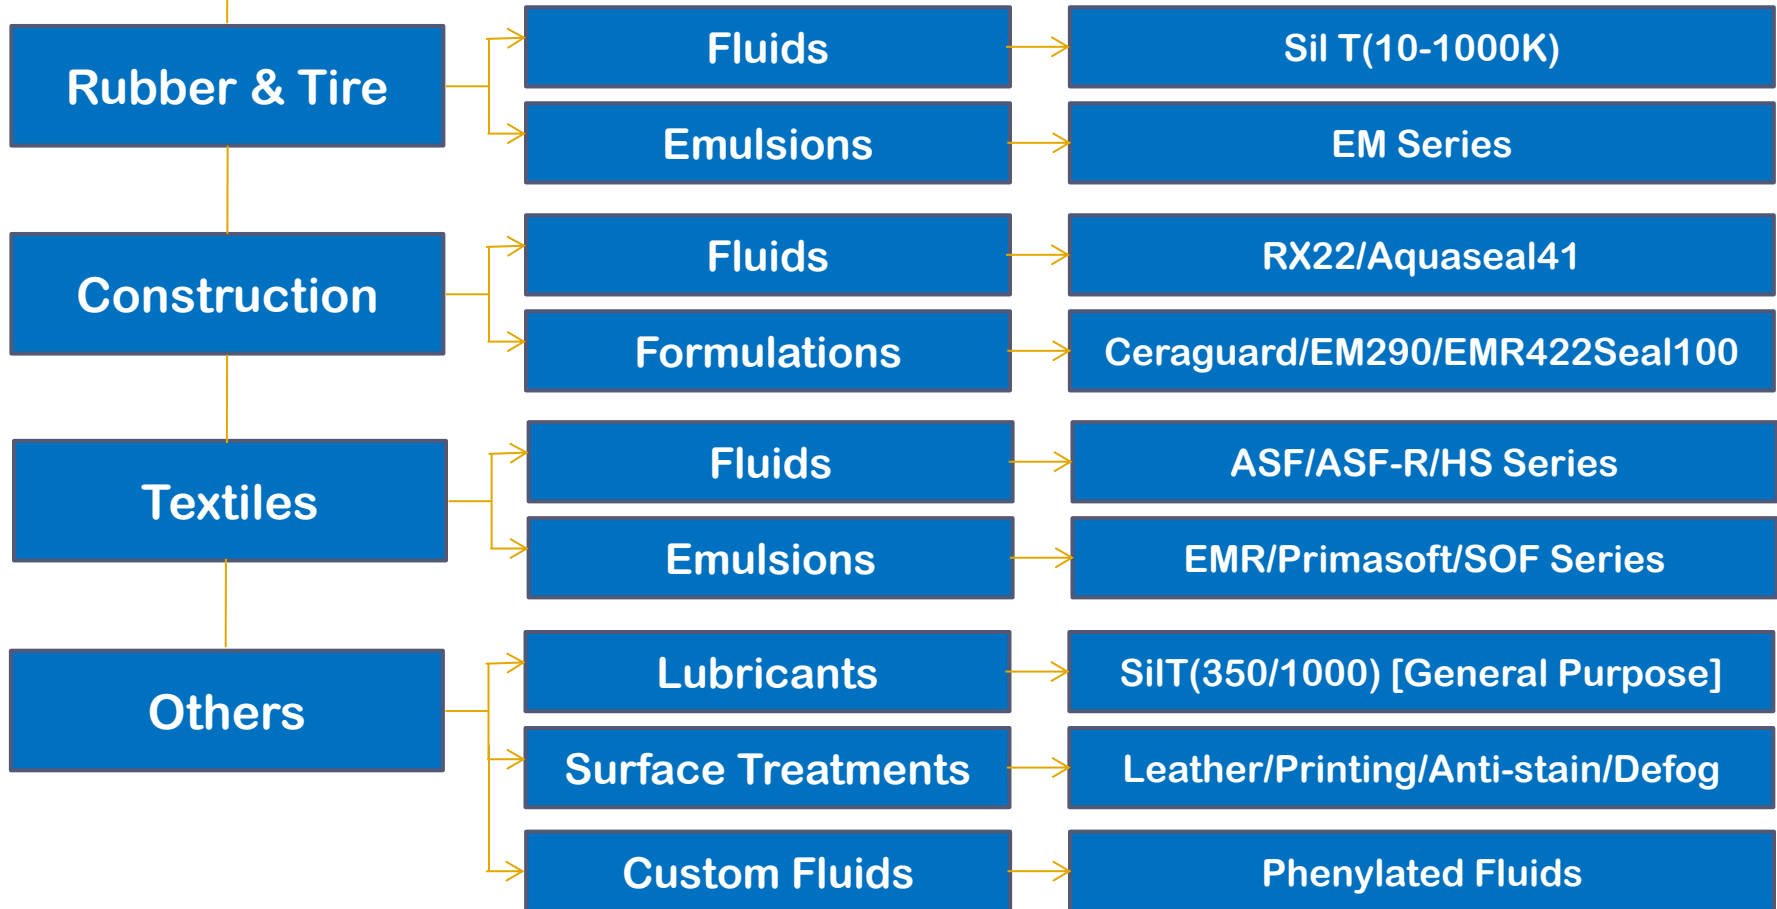 Rubber & Tire
Fluids
Sil T(10-1000K)
Emulsions
EM Series
Construction
Fluids
RX22/Aquaseal41
Formulations
Ceraguard/EM290/EMR422Seal100
Textiles
Fluids
ASF/ASF-R/HS Series
Emulsions
EMR/Primasoft/SOF Series
Others
Lubricants
SilT(350/1000) [General Purpose]
Surface Treatments
Leather/Printing/Anti-stain/Defog
Custom Fluids
Phenylated Fluids